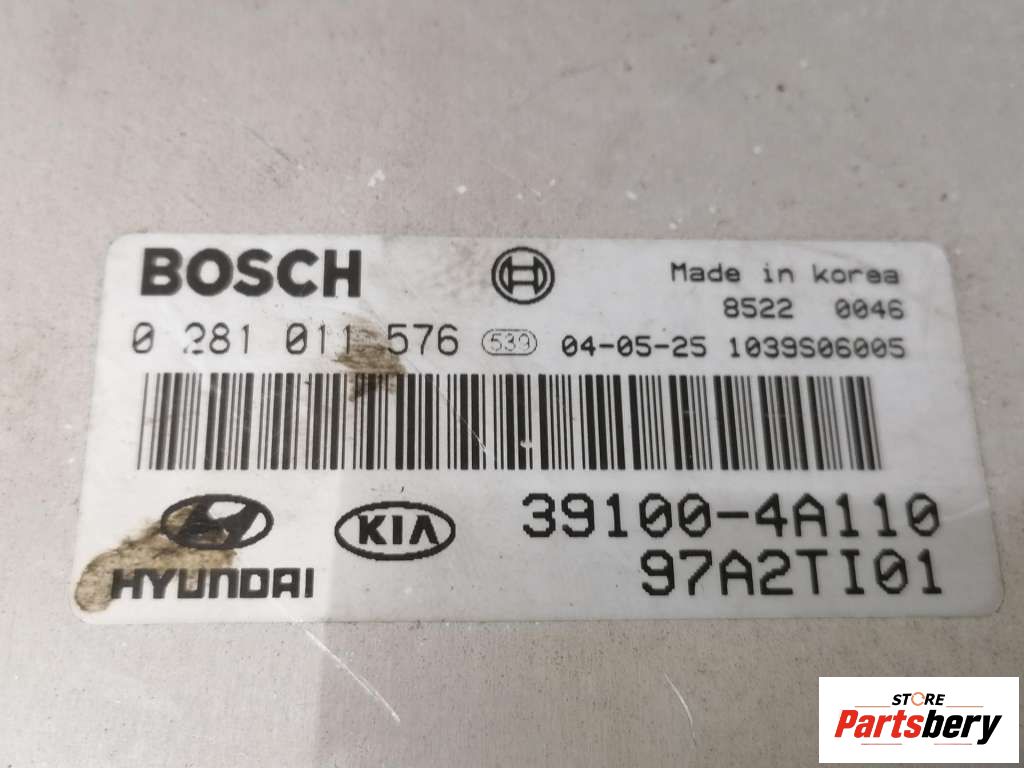 BOSCH
Made in korea
8522 0046
0 281 011 576 539 04-05-25 1039S06005
39100-4A110
KIA
97A2TI01
HYUNDAI
STORE
Partsbery